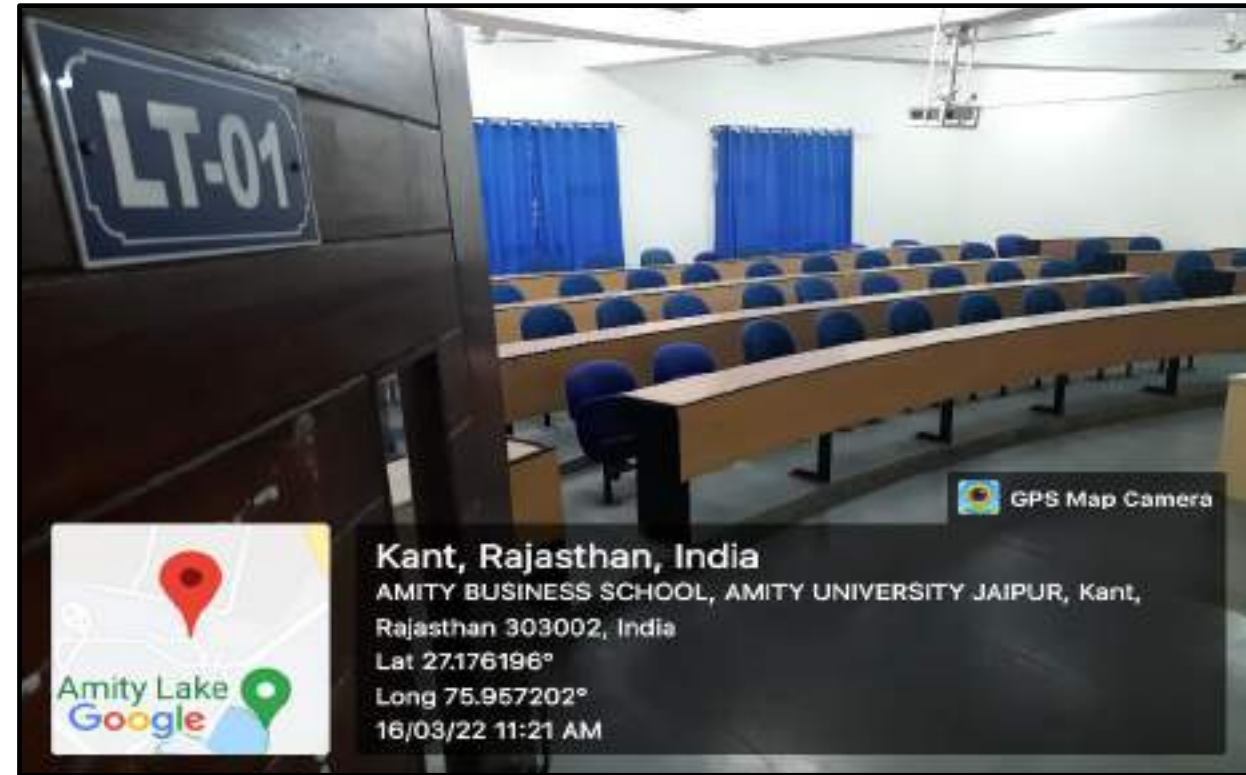 LT-01
GPS Map Camera
Kant, Rajasthan, India
AMITY BUSINESS SCHOOL, AMITY UNIVERSITY JAIPUR, Kant,
Rajasthan 303002, India
Lat 27.176196°
Long 75.957202°
16/03/22 11:21 AM
Amity Lake
Google